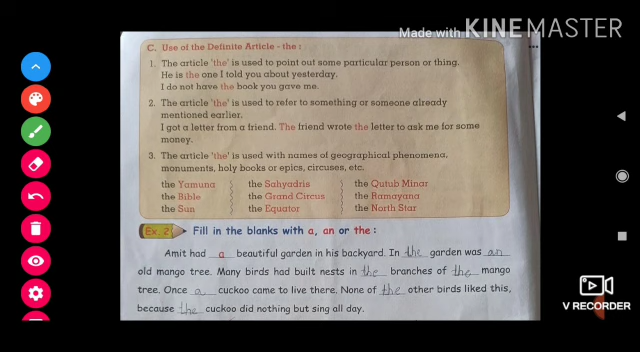 Made with KINEMASTER
C. Use of the Definite Article - the :
1. The article 'the' is used to point out some particular person or thing.
He is the one I told you about yesterday.
I do not have the book you gave me.
2. The article 'the' is used to refer to something or someone already
mentioned earlier.
I got a letter from a friend. The friend wrote the letter to ask me for some
money.
3. The article 'the' is used with names of geographical phenomena,
monuments, holy books or epics, circuses, etc.
the Yamuna the Sahyadris the Qutub Minar
the Bible the Grand Circus the Ramayana
the Sun the Equator the North Star
Ex. 2 Fill in the blanks with a, an or the :
Amit had a beautiful garden in his backyard. In the garden was an
old mango tree. Many birds had built nests in the branches of the mango
tree. Once a cuckoo came to live there. None of the other birds liked this,
because the cuckoo did nothing but sing all day.
V RECORDER